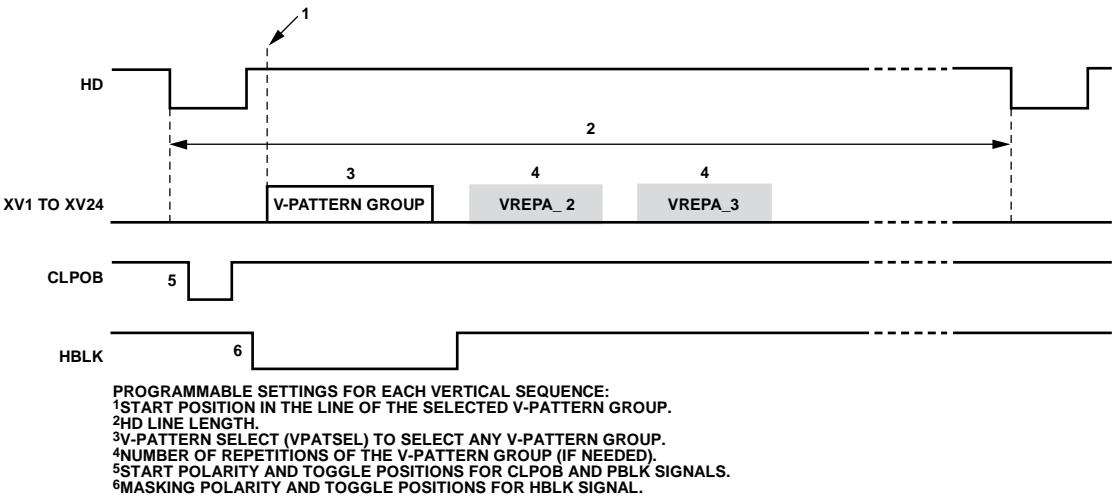 1
HD
2
3 4 4
XV1 TO XV24 V-PATTERN GROUP VREPA_ 2 VREPA_3
CLPOB 5
HBLK 6
PROGRAMMABLE SETTINGS FOR EACH VERTICAL SEQUENCE:
1START POSITION IN THE LINE OF THE SELECTED V-PATTERN GROUP.
2HD LINE LENGTH.
3V-PATTERN SELECT (VPATSEL) TO SELECT ANY V-PATTERN GROUP.
4NUMBER OF REPETITIONS OF THE V-PATTERN GROUP (IF NEEDED).
5START POLARITY AND TOGGLE POSITIONS FOR CLPOB AND PBLK SIGNALS.
6MASKING POLARITY AND TOGGLE POSITIONS FOR HBLK SIGNAL.